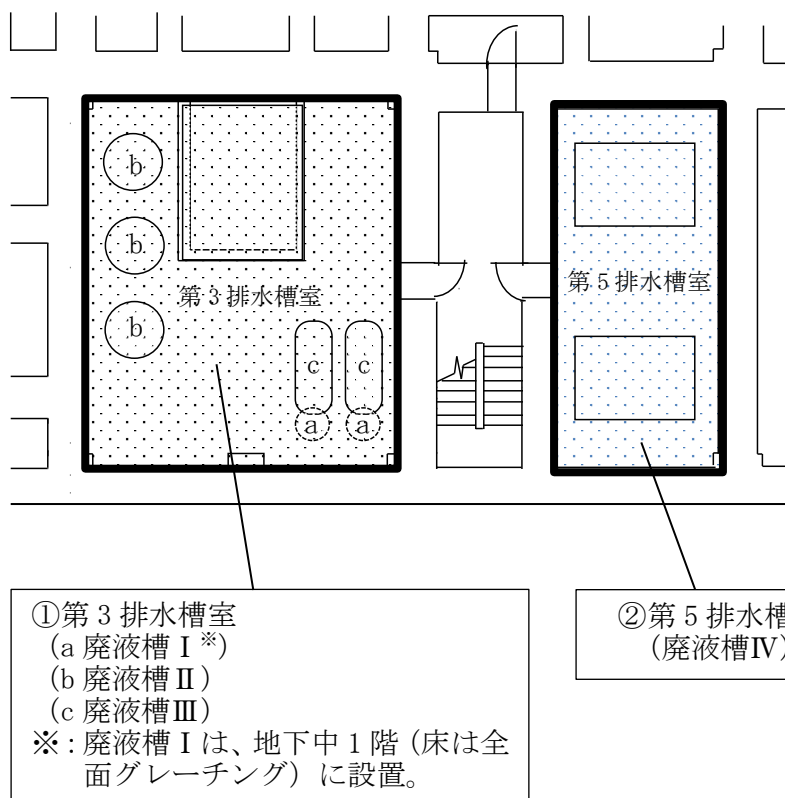 b
b
b
第3排水槽室
c
c
a
a
第5排水槽室
①第3排水槽室
(a 廃液槽Ⅰ※)
(b 廃液槽Ⅱ)
(c 廃液槽Ⅲ)
※:廃液槽Ⅰは、地下中1階(床は全
面グレーチング)に設置。
②第5排水槽
(廃液槽Ⅳ)